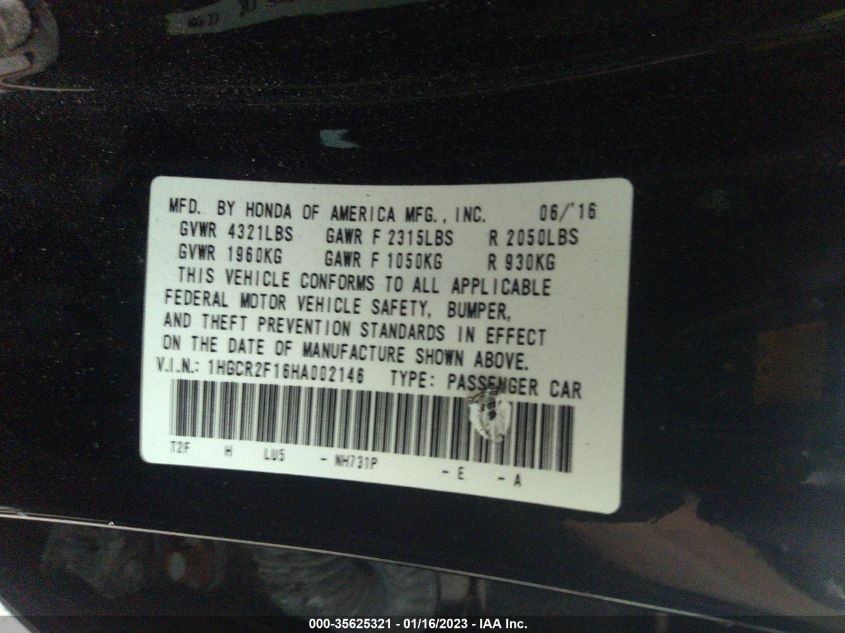 MFD. BY HONDA OF AMERICA MFG., INC. 06/'16
GVWR 4321LBS GAWR F 2315LBS R 2050LBS
GVWR 1960KG GAWR F 1050KG R 930KG
THIS VEHICLE CONFORMS TO ALL APPLICABLE
FEDERAL MOTOR VEHICLE SAFETY, BUMPER,
AND THEFT PREVENTION STANDARDS IN EFFECT
ON THE DATE OF MANUFACTURE SHOWN ABOVE.
V.I.N.: 1HGCR2F16HA002146 TYPE: PASSENGER CAR
T2F H LU5 - NH731P - E - A
000-35625321 - 01/16/2023 - IAA Inc.